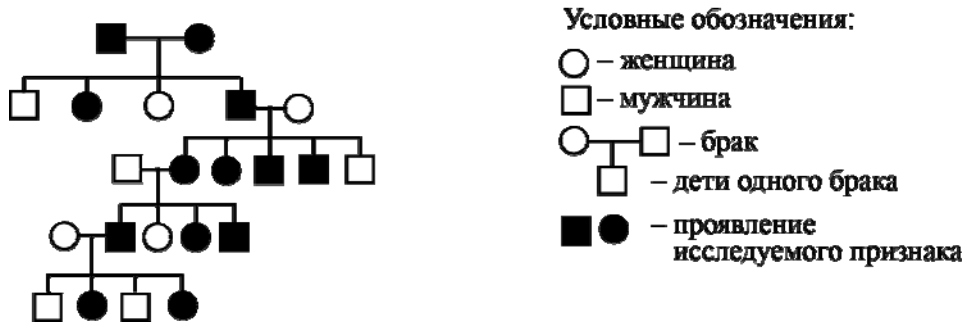 Условные обозначения:
– женщина
– мужчина
– брак
– дети одного брака
– проявление
исследуемого признака